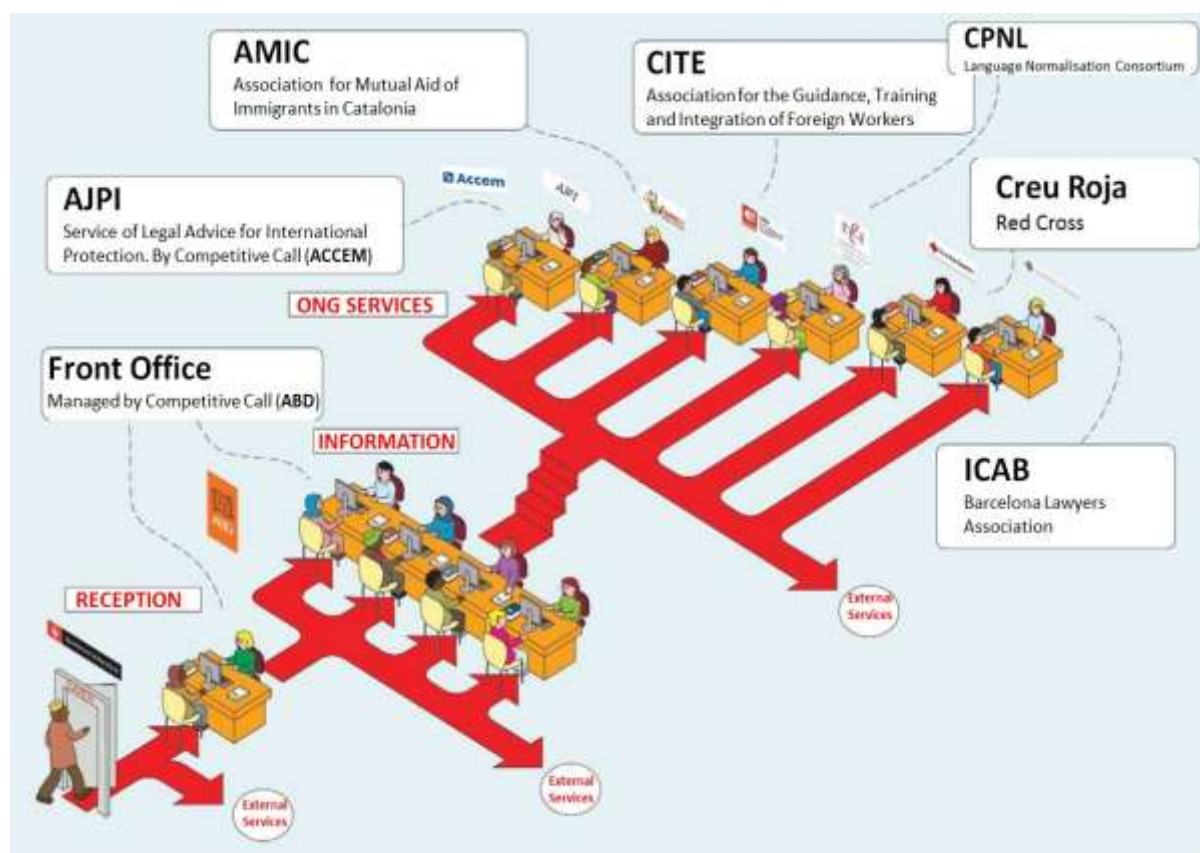 AMIC
Association for Mutual Aid of
Immigrants in Catalonia
CITE
Association for the Guidance, Training
and Integration of Foreign Workers
CPNL
Language Normalisation Consortium
AJPI
Service of Legal Advice for International
Protection. By Competitive Call (ACCEM)
Accem
AJPI
Creu Roja
Red Cross
ONG SERVICES
Front Office
Managed by Competitive Call (ABD)
INFORMATION
ICAB
Barcelona Lawyers
Association
ABD
RECEPTION
External
Services
External
Services
External
Services